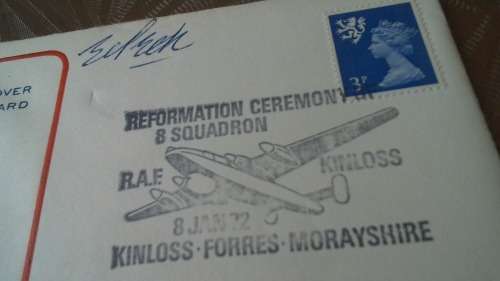 OVER
ARD
3P
REFORMATION CEREMONY
8 SQUADRON
R.A.F. KINLOSS
8 JAN 72
KINLOSS·FORRES·MORAYSHIRE